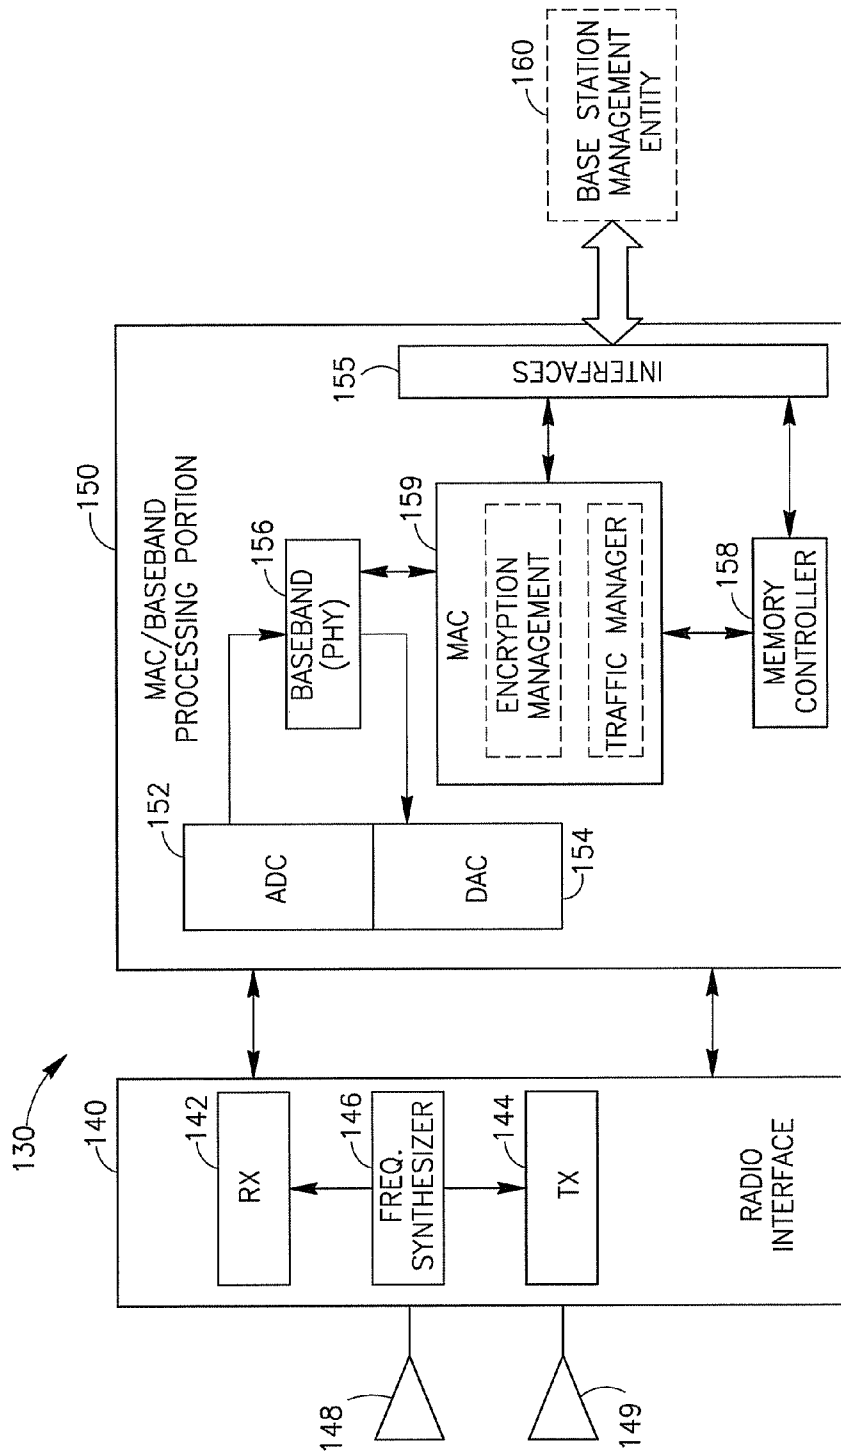 130
140
142
RX
146
FREQ.
SYNTHESIZER
144
TX
RADIO
INTERFACE
148
149
150
MAC/BASEBAND
PROCESSING PORTION
152
ADC
DAC
154
156
BASEBAND
(PHY)
159
MAC
ENCRYPTION
MANAGEMENT
TRAFFIC MANAGER
158
MEMORY
CONTROLLER
155
INTERFACES
160
BASE STATION
MANAGEMENT
ENTITY